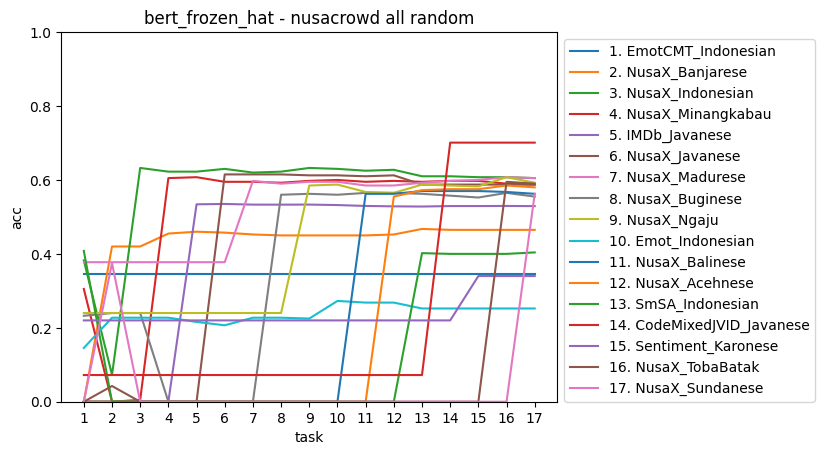 bert_frozen_hat - nusacrowd all random
1.0
0.8
0.6
0.4
0.2
0.0
acc
1 2 3 4 5 6 7 8 9 10 11 12 13 14 15 16 17
task
1. EmotCMT_Indonesian
2. NusaX_Banjarese
3. NusaX_Indonesian
4. NusaX_Minangkabau
5. IMDb_Javanese
6. NusaX_Javanese
7. NusaX_Madurese
8. NusaX_Buginese
9. NusaX_Ngaju
10. Emot_Indonesian
11. NusaX_Balinese
12. NusaX_Acehnese
13. SmSA_Indonesian
14. CodeMixedJVID_Javanese
15. Sentiment_Karonese
16. NusaX_TobaBatak
17. NusaX_Sundanese